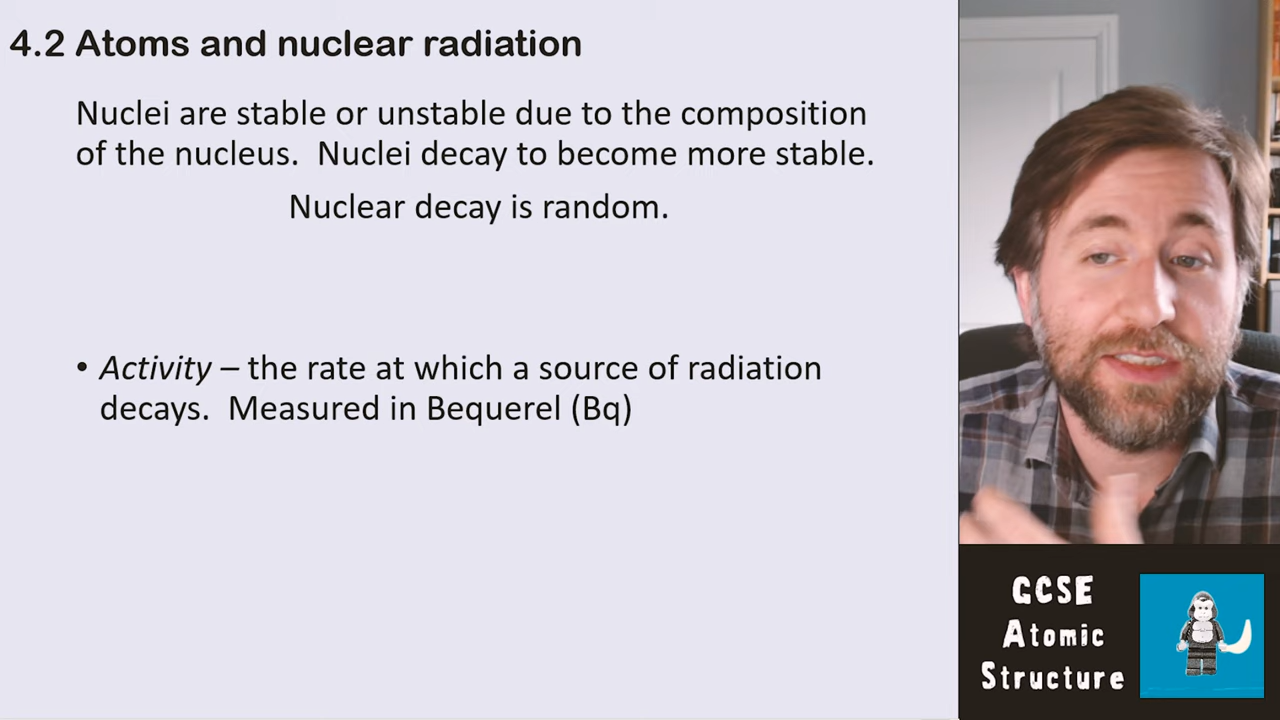 4.2 Atoms and nuclear radiation
Nuclei are stable or unstable due to the composition
of the nucleus.  Nuclei decay to become more stable.
Nuclear decay is random.
• Activity – the rate at which a source of radiation
decays.  Measured in Bequerel (Bq)
GCSE
Atomic
Structure